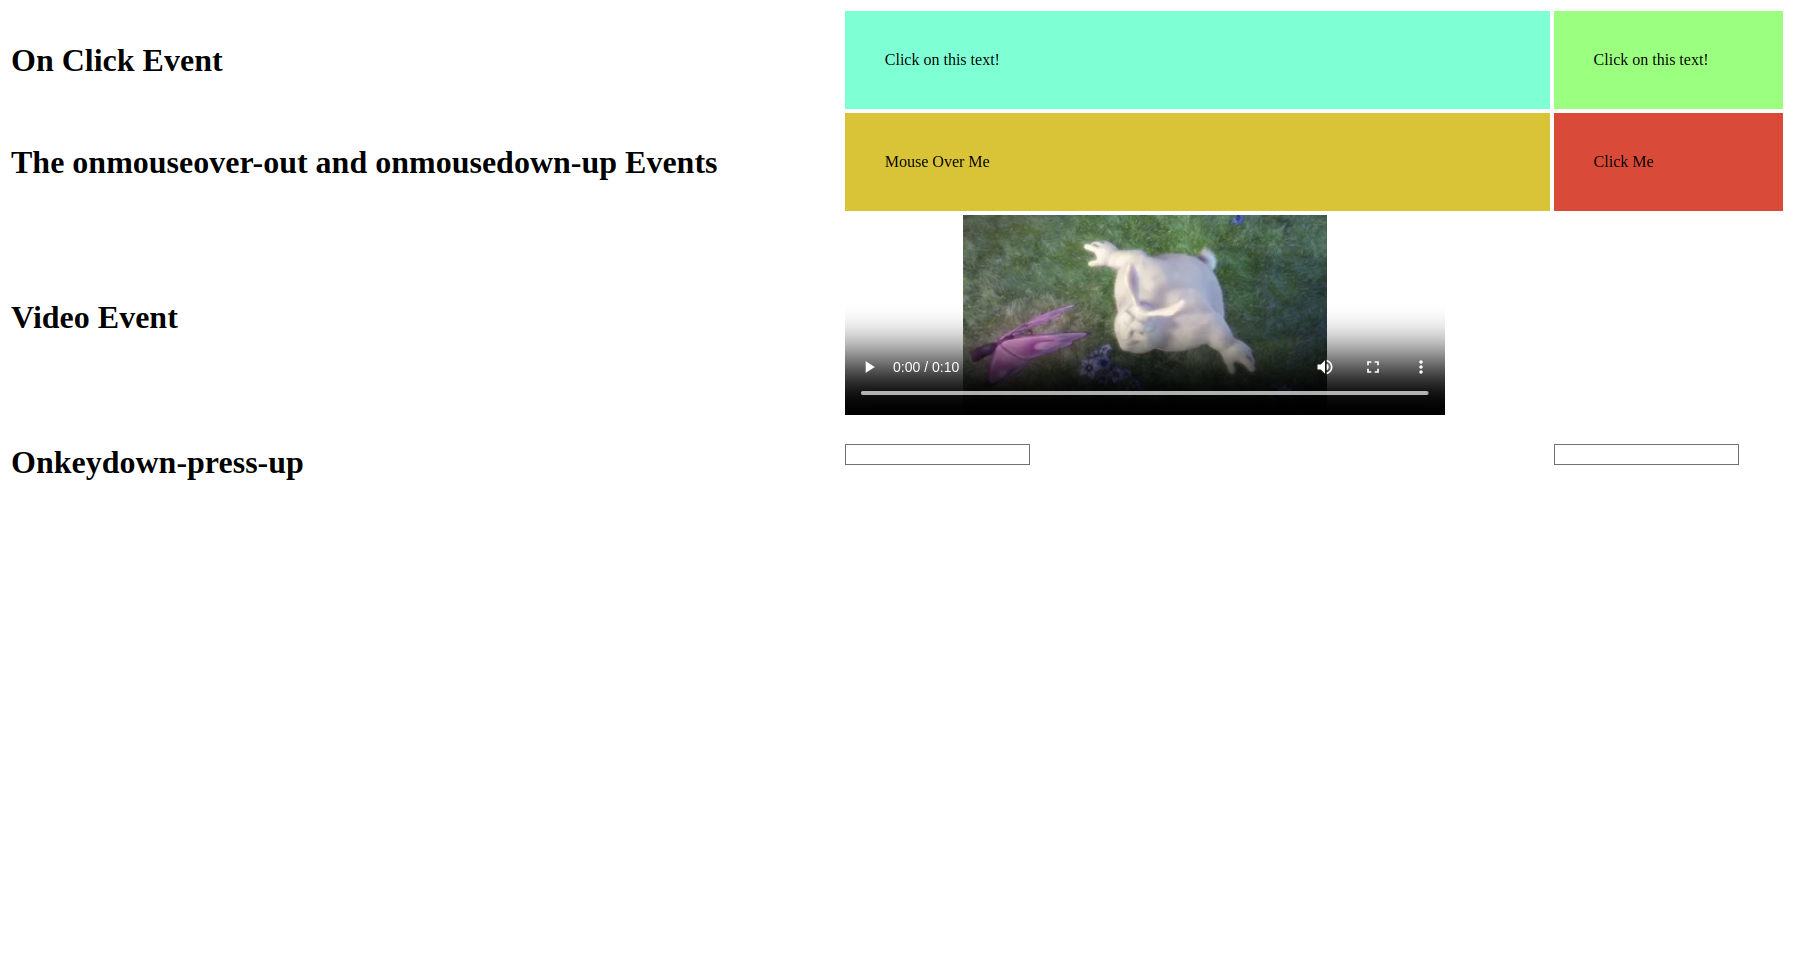 On Click Event
Click on this text!
Click on this text!
The onmouseover-out and onmousedown-up Events
Mouse Over Me
Click Me
Video Event
0:00 / 0:10
Onkeydown-press-up